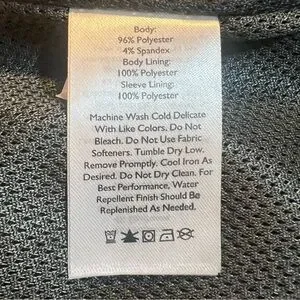 Body:
96% Polyester
4% Spandex
Body Lining:
100% Polyester
Sleeve Lining:
100% Polyester
Machine Wash Cold Delicate
With Like Colors. Do Not
Bleach. Do Not Use Fabric
Softeners. Tumble Dry Low.
Remove Promptly. Cool Iron As
Desired. Do Not Dry Clean. For
Best Performance, Water
Repellent Finish Should Be
Replenished As Needed.